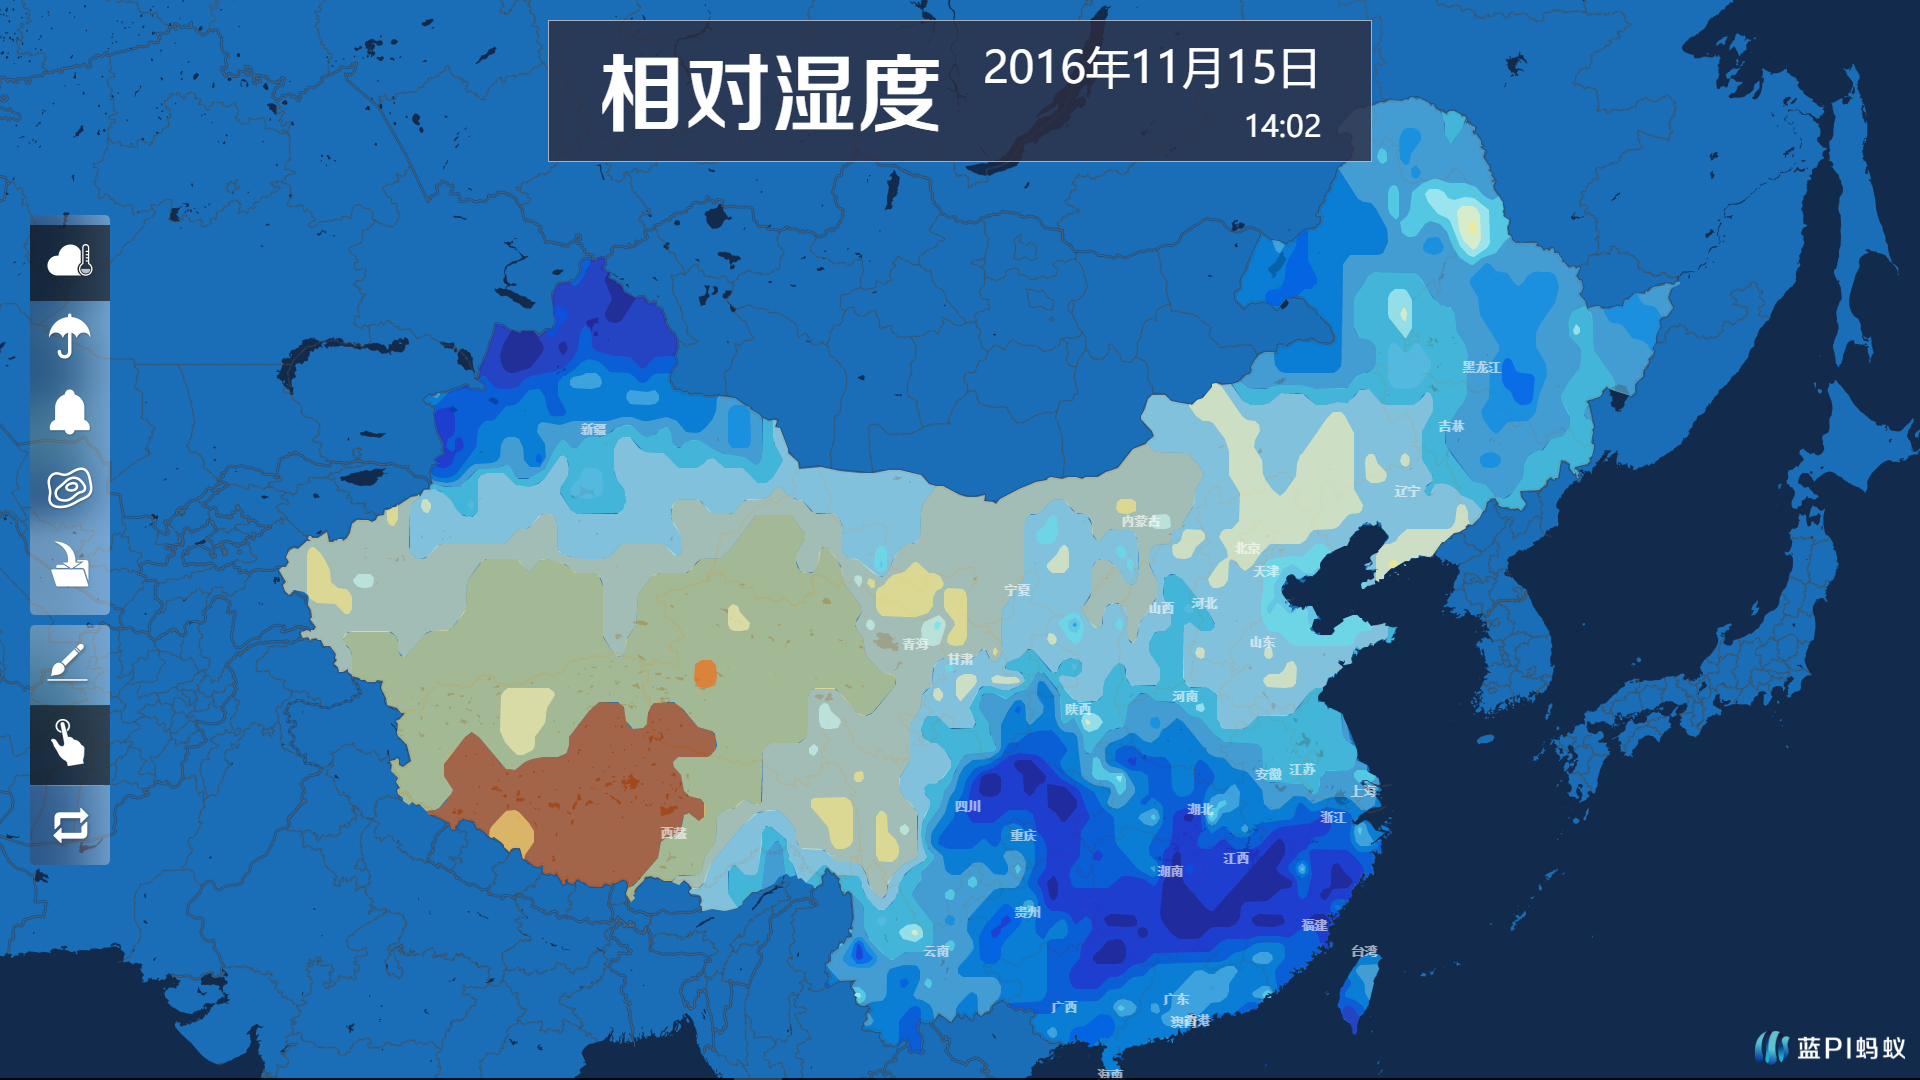 相对湿度
2016年11月15日
14:02
黑龙江
吉林
新疆
辽宁
内蒙古
北京
天津
宁夏
山西
河北
青海
甘肃
山东
河南
陕西
安徽
江苏
上海
四川
湖北
浙江
重庆
西藏
江西
湖南
贵州
福建
云南
台湾
广西
广东
澳门
香港
海南
蓝PI蚂蚁